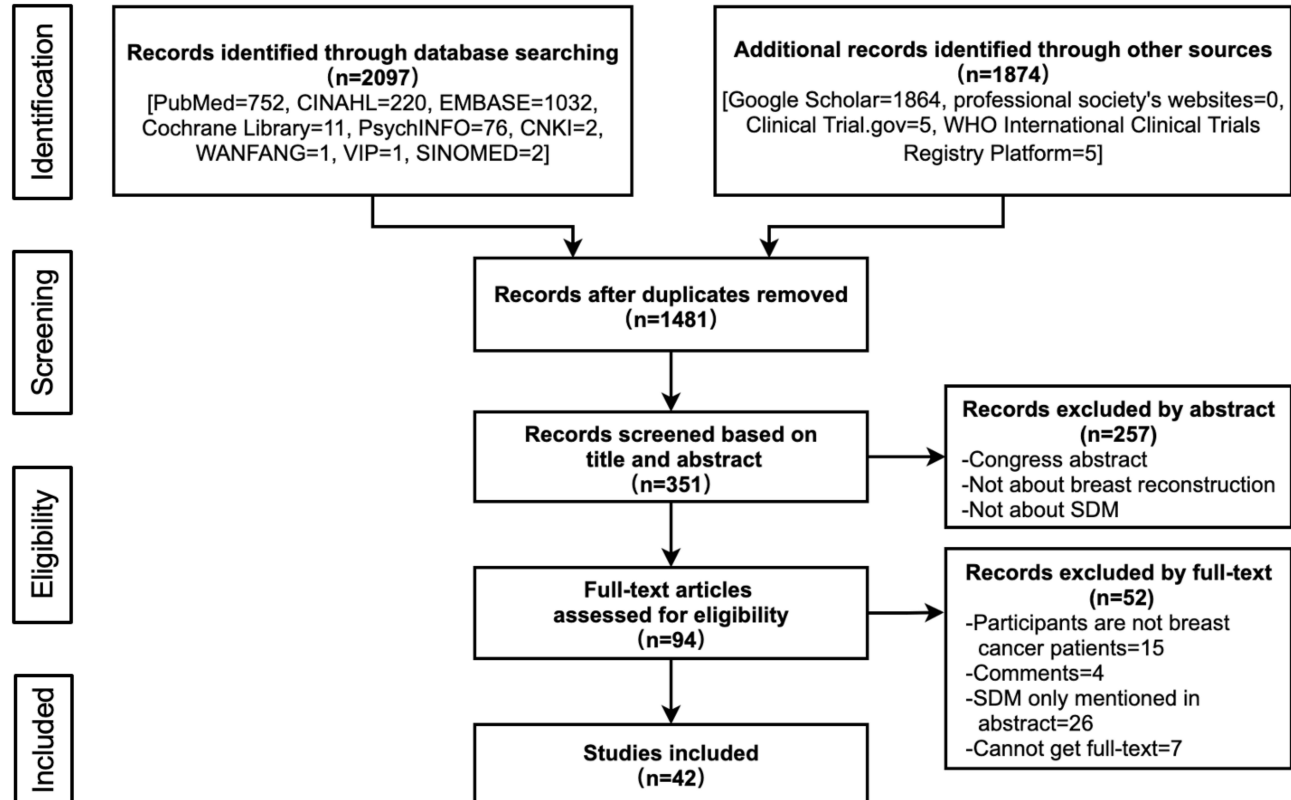 Identification
Records identified through database searching
(n=2097)
[PubMed=752, CINAHL=220, EMBASE=1032,
Cochrane Library=11, PsychINFO=76, CNKI=2,
WANFANG=1, VIP=1, SINOMED=2]
Additional records identified through other sources
(n=1874)
[Google Scholar=1864, professional society's websites=0,
Clinical Trial.gov=5, WHO International Clinical Trials
Registry Platform=5]
Screening
Records after duplicates removed
(n=1481)
Records screened based on
title and abstract
(n=351)
Records excluded by abstract
(n=257)
-Congress abstract
-Not about breast reconstruction
-Not about SDM
Eligibility
Full-text articles
assessed for eligibility
(n=94)
Records excluded by full-text
(n=52)
-Participants are not breast
cancer patients=15
-Comments=4
-SDM only mentioned in
abstract=26
-Cannot get full-text=7
Included
Studies included
(n=42)